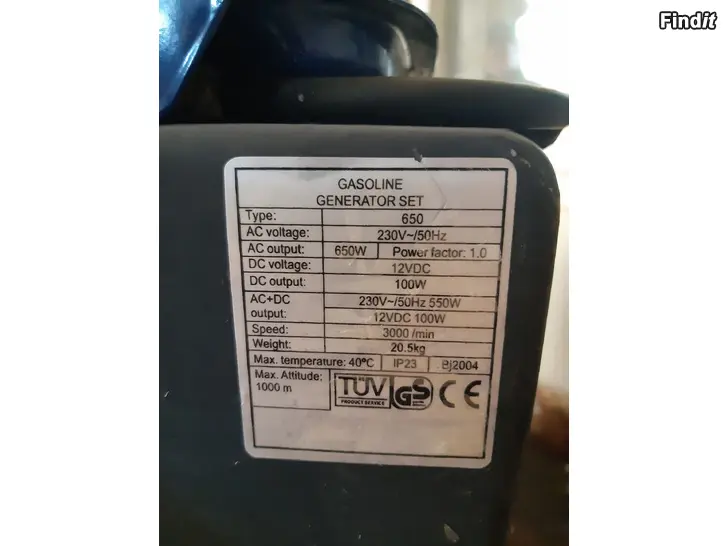 Findit
GASOLINE
GENERATOR SET
Type: 650
AC voltage: 230V~/50Hz
AC output: 650W Power factor: 1.0
DC voltage: 12VDC
DC output: 100W
AC+DC output: 230V~/50Hz 550W
12VDC 100W
Speed: 3000 /min
Weight: 20.5kg
Max. temperature: 40°C IP23 Bj2004
Max. Attitude:
1000 m
TÜV
PRODUCT SERVICE
GS
CE